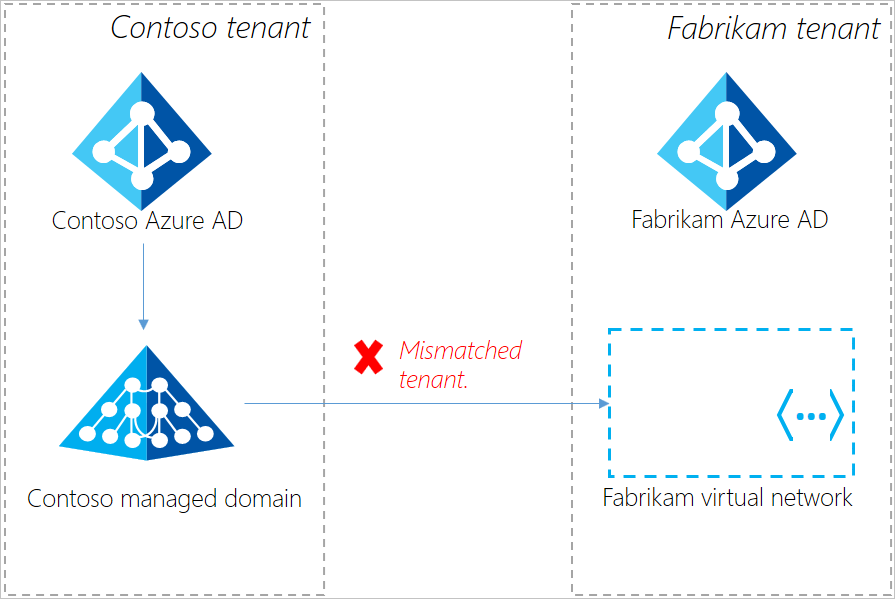 Contoso tenant
Fabrikam tenant
Contoso Azure AD
Fabrikam Azure AD
Mismatched
tenant.
Contoso managed domain
Fabrikam virtual network